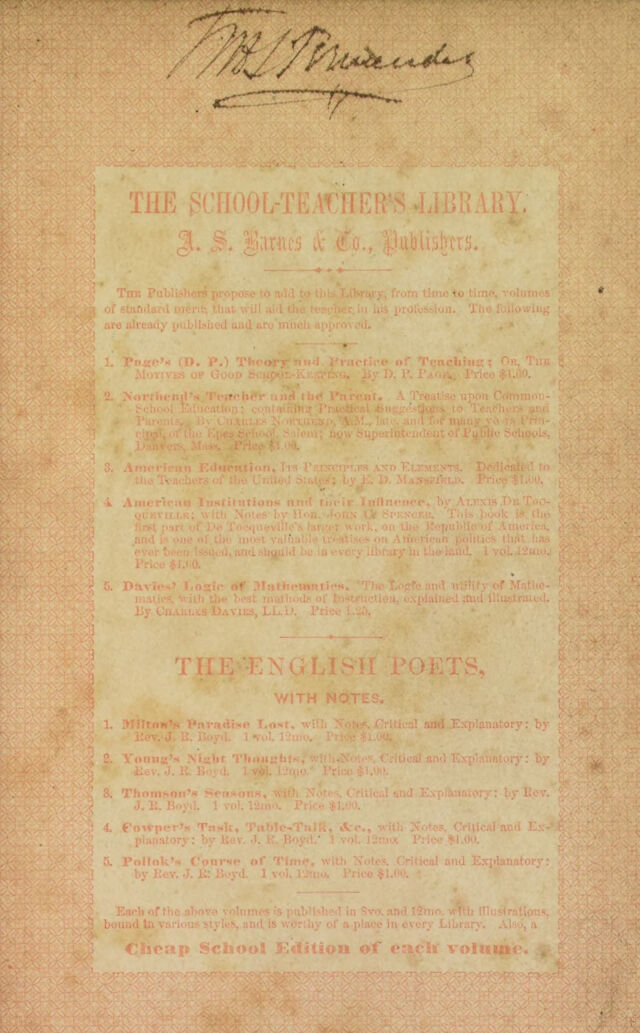 THE SCHOOL-TEACHER'S LIBRARY.
A. S. Barnes & Co., Publishers.
THE Publishers propose to add to this Library, from time to time, volumes
of standard merit, that will aid the teacher in his profession. The following
are already published and are much approved.
1. Page's (D. P.) Theory and Practice of Teaching; OR, THE
MOTIVES OF GOOD SCHOOL-KEEPING. By D. P. PAGE. Price $1.00.
2. Northend's Teacher and the Parent. A Treatise upon Common-
School Education; containing Practical Suggestions to Teachers and
Parents. By CHARLES NORTHEND, A.M., late, and for many years Prin-
cipal, of the Epes School, Salem; now Superintendent of Public Schools,
Danvers, Mass. Price $1.00.
3. American Education, ITS PRINCIPLES AND ELEMENTS. Dedicated to
the Teachers of the United States; by E. D. MANSFIELD. Price $1.00.
4. American Institutions and their Influence, by ALEXIS DE TOC-
QUEVILLE; with Notes by HON. JOHN C. SPENCER. This book is the
first part of De Tocqueville's larger work, on the Republic of America,
and is one of the most valuable treatises on American politics that has
ever been issued, and should be in every library in the land. 1 vol. 12mo.
Price $1.00.
5. Davies' Logic of Mathematics. The Logic and utility of Mathe-
matics, with the best methods of Instruction, explained and illustrated.
By CHARLES DAVIES, LL.D. Price 1.25.
THE ENGLISH POETS,
WITH NOTES.
1. Milton's Paradise Lost, with Notes, Critical and Explanatory: by
Rev. J. R. Boyd. 1 vol. 12mo. Price $1.00.
2. Young's Night Thoughts, with Notes, Critical and Explanatory: by
Rev. J. R. Boyd. 1 vol. 12mo. Price $1.00.
3. Thomson's Seasons, with Notes, Critical and Explanatory: by Rev.
J. R. Boyd. 1 vol. 12mo. Price $1.00.
4. Cowper's Task, Table-Talk, &c., with Notes, Critical and Ex-
planatory: by Rev. J. R. Boyd. 1 vol. 12mo. Price $1.00.
5. Pollok's Course of Time, with Notes, Critical and Explanatory:
by Rev. J. R. Boyd. 1 vol. 12mo. Price $1.00.
Each of the above volumes is published in 8vo. and 12mo. with illustrations,
bound in various styles, and is worthy of a place in every Library. Also, a
Cheap School Edition of each volume.